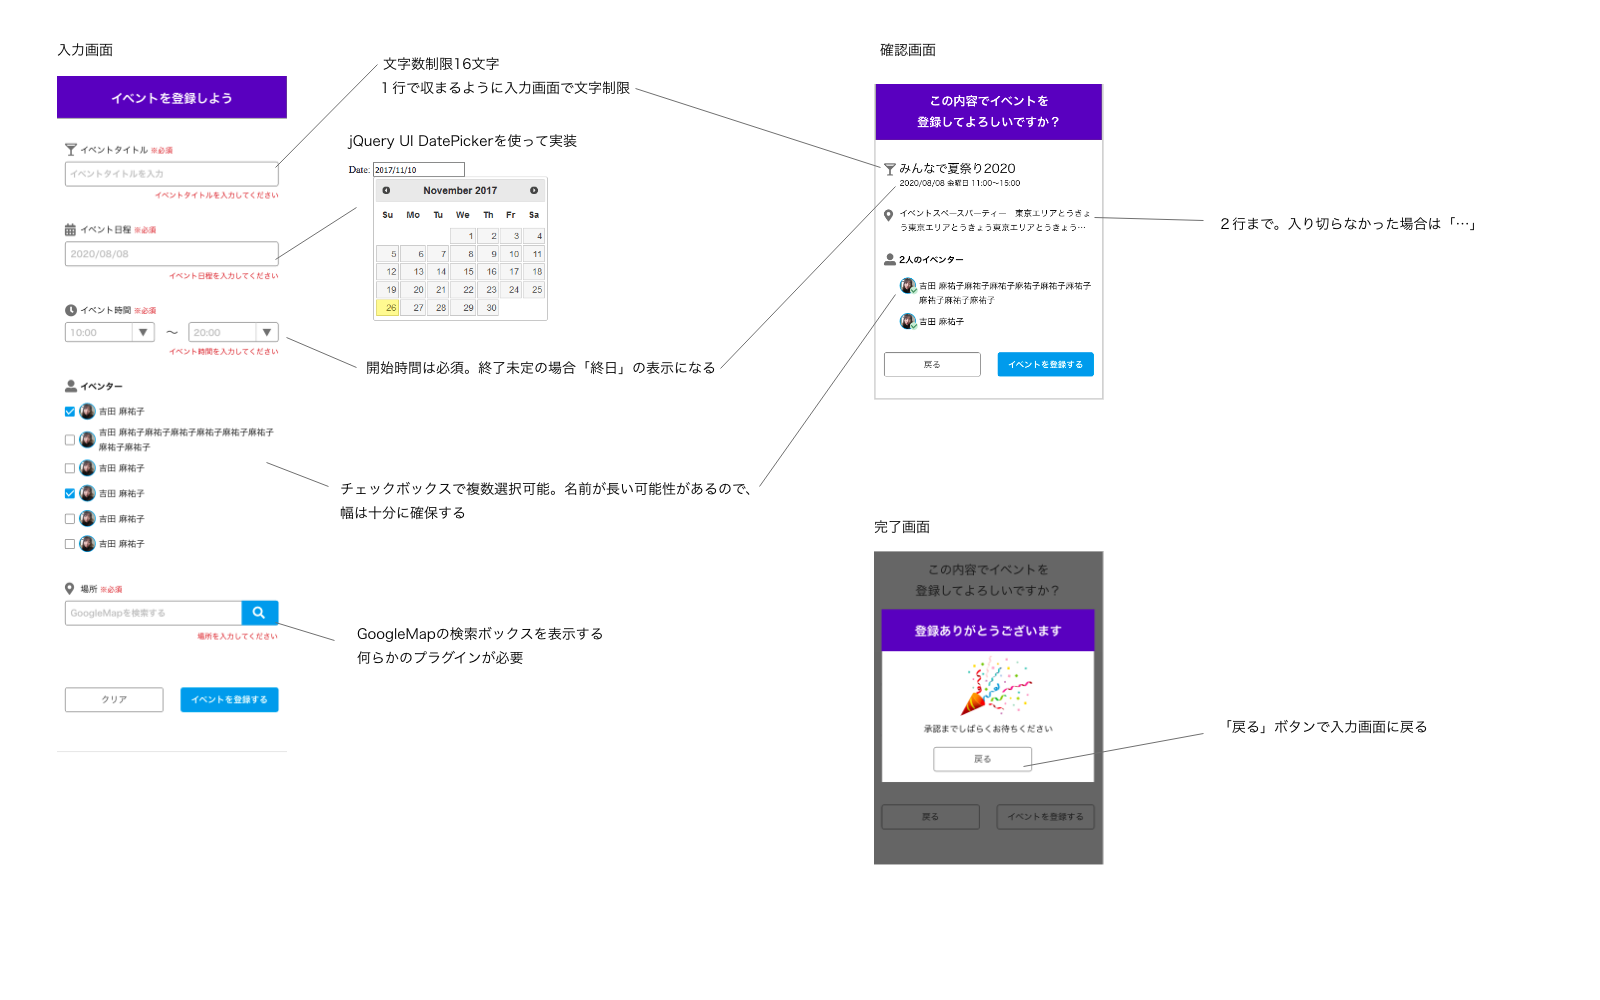 入力画面
イベントを登録しよう
イベントタイトル ※必須
イベントタイトルを入力
イベントタイトルを入力してください
イベント日程 ※必須
2020/08/08
イベント日程を入力してください
イベント時間 ※必須
10:00 ▼ 〜 20:00 ▼
イベント時間を入力してください
イベンター
吉田 麻祐子
吉田 麻祐子麻祐子麻祐子麻祐子麻祐子麻祐子
麻祐子麻祐子
吉田 麻祐子
吉田 麻祐子
吉田 麻祐子
吉田 麻祐子
場所 ※必須
GoogleMapを検索する
場所を入力してください
クリア
イベントを登録する
文字数制限16文字
１行で収まるように入力画面で文字制限
jQuery UI DatePickerを使って実装
Date: 2017/11/10
November 2017
Su Mo Tu We Th Fr Sa
1 2 3 4
5 6 7 8 9 10 11
12 13 14 15 16 17 18
19 20 21 22 23 24 25
26 27 28 29 30
開始時間は必須。終了未定の場合「終日」の表示になる
チェックボックスで複数選択可能。名前が長い可能性があるので、
幅は十分に確保する
GoogleMapの検索ボックスを表示する
何らかのプラグインが必要
確認画面
この内容でイベントを
登録してよろしいですか？
みんなで夏祭り2020
2020/08/08 金曜日 11:00〜15:00
イベントスペースパーティー　東京エリアとうきょ
う東京エリアとうきょう東京エリアとうきょう…
2人のイベンター
吉田 麻祐子麻祐子麻祐子麻祐子麻祐子麻祐子
麻祐子麻祐子麻祐子
吉田 麻祐子
戻る
イベントを登録する
２行まで。入り切らなかった場合は「…」
完了画面
この内容でイベントを
登録してよろしいですか？
登録ありがとうございます
承認までしばらくお待ちください
戻る
戻る
イベントを登録する
「戻る」ボタンで入力画面に戻る